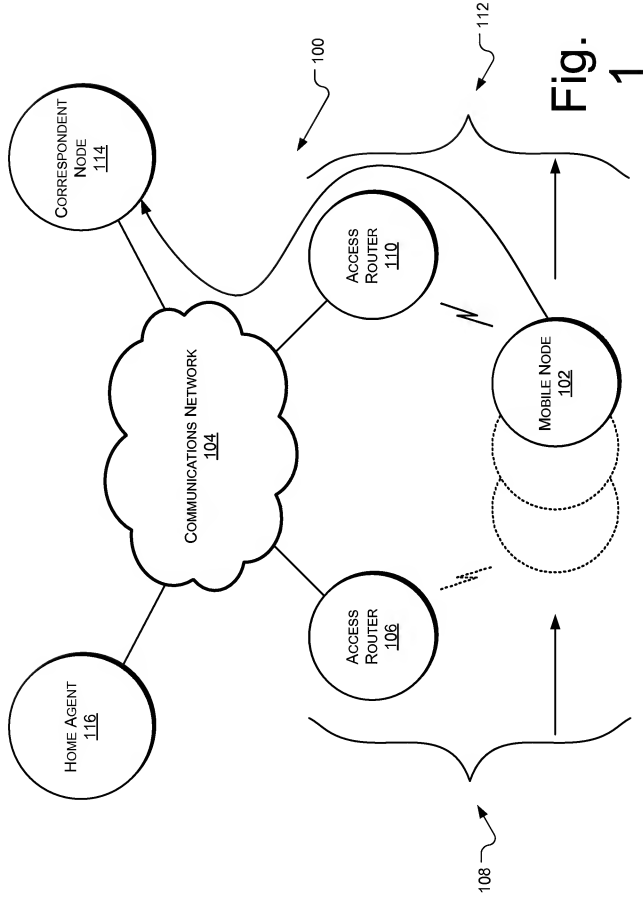 100
112
CORRESPONDENT
NODE
114
ACCESS
ROUTER
110
COMMUNICATIONS NETWORK
104
MOBILE NODE
102
HOME AGENT
116
ACCESS
ROUTER
106
108
Fig.
1